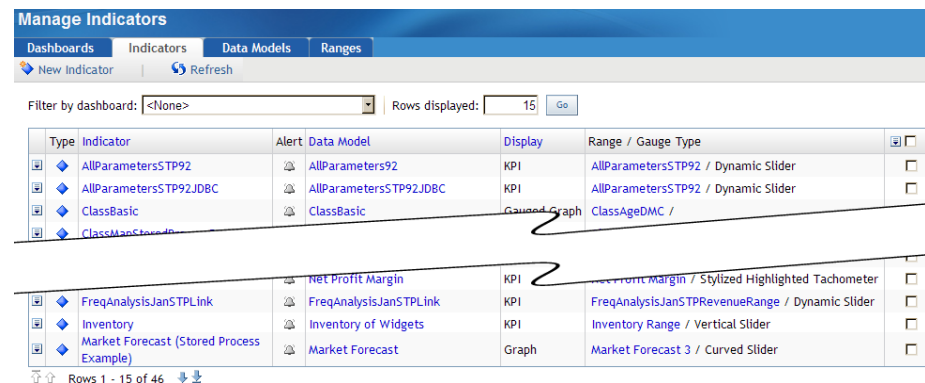 Manage Indicators
Dashboards Indicators Data Models Ranges
New Indicator | Refresh
Filter by dashboard: <None> Rows displayed: 15 Go
Type Indicator Alert Data Model Display Range / Gauge Type
AllParametersSTP92 AllParameters92 KPI AllParametersSTP92 / Dynamic Slider
AllParametersSTP92JDBC AllParametersSTP92JDBC KPI AllParametersSTP92 / Dynamic Slider
ClassBasic ClassBasic Gauged Graph ClassAgeDMC /
Net Profit Margin KPI Net Profit Margin / Stylized Highlighted Tachometer
FreqAnalysisJanSTPLink FreqAnalysisJanSTPLink KPI FreqAnalysisJanSTPRevenueRange / Dynamic Slider
Inventory Inventory of Widgets KPI Inventory Range / Vertical Slider
Market Forecast (Stored Process
Example) Market Forecast Graph Market Forecast 3 / Curved Slider
Rows 1 - 15 of 46